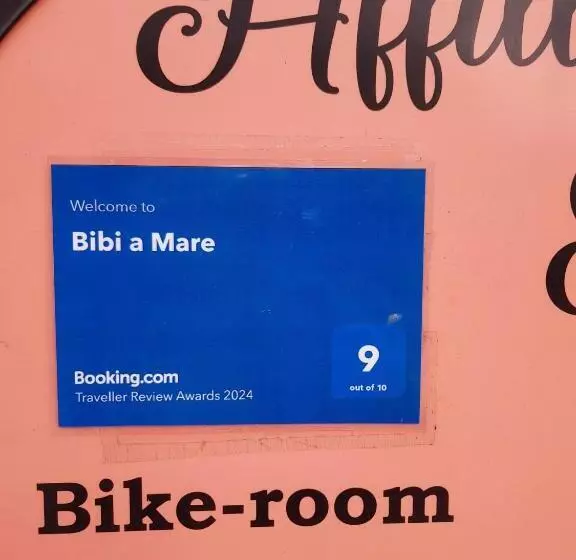 Welcome to
Bibi a Mare
9
out of 10
Booking.com
Traveller Review Awards 2024
Bike-room